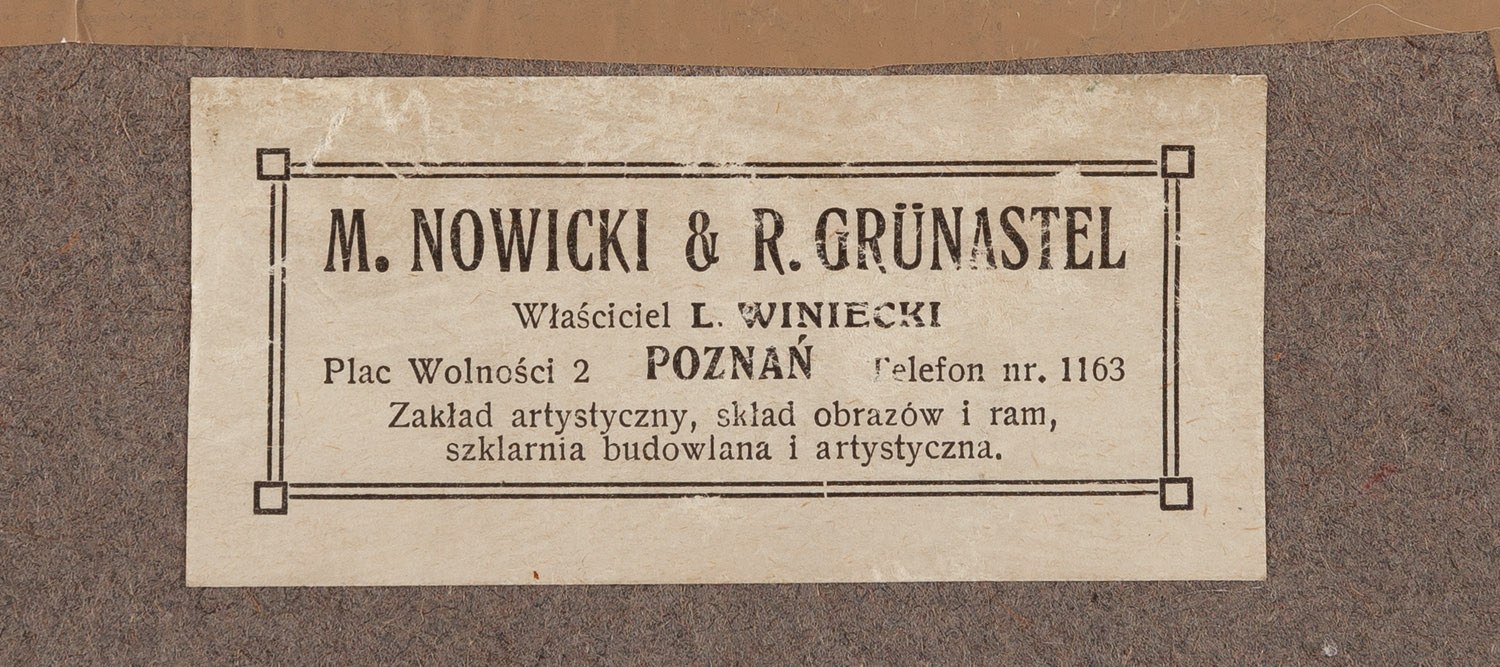 M. NOWICKI & R. GRÜNASTEL
Właściciel L. WINIECKI
Plac Wolności 2 POZNAŃ Telefon nr. 1163
Zakład artystyczny, skład obrazów i ram,
szklarnia budowlana i artystyczna.